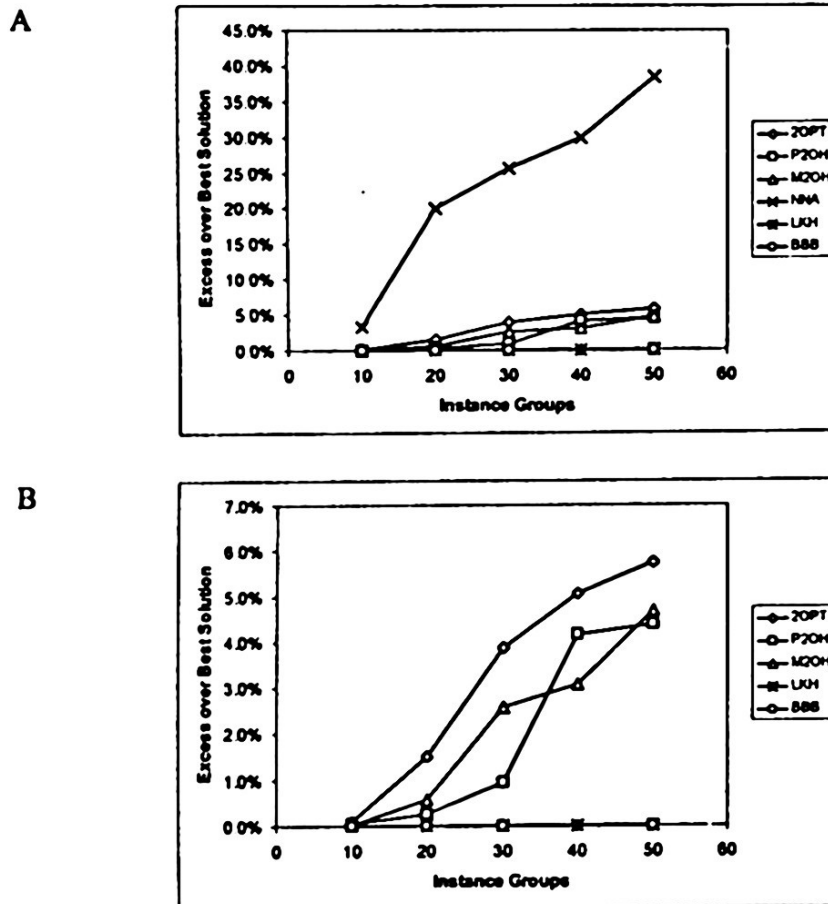 A
45.0%
40.0%
35.0%
30.0%
25.0%
20.0%
15.0%
10.0%
5.0%
0.0%
Excess over Best Solution
0 10 20 30 40 50 60
Instance Groups
2OPT
P2OH
M2OH
NNA
LKH
BBB
B
7.0%
6.0%
5.0%
4.0%
3.0%
2.0%
1.0%
0.0%
Excess over Best Solution
0 10 20 30 40 50 60
Instance Groups
2OPT
P2OH
M2OH
LKH
BBB